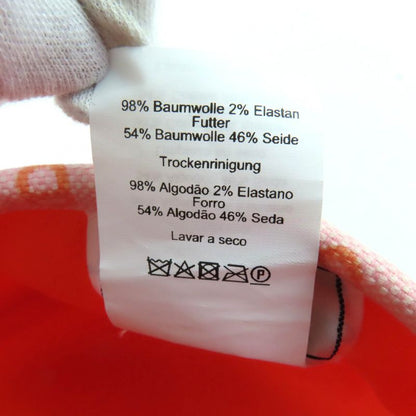 98% Baumwolle 2% Elastan
Futter
54% Baumwolle 46% Seide
Trockenrinigung
98% Algodão 2% Elastano
Forro
54% Algodão 46% Seda
Lavar a seco
P